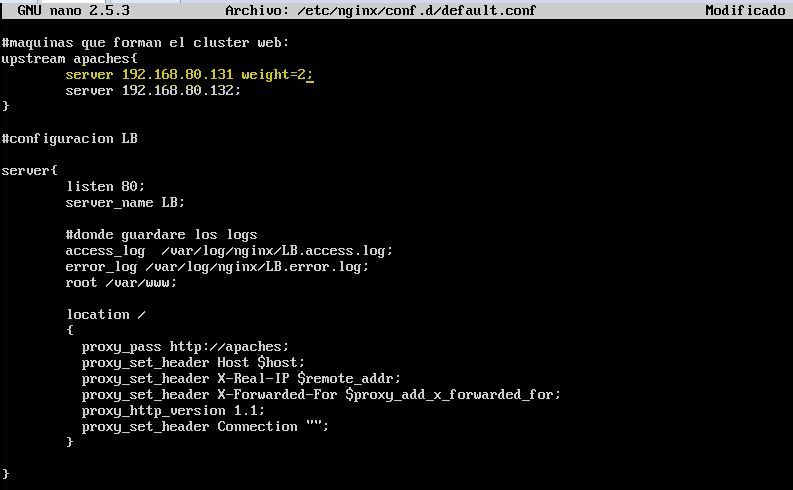 GNU nano 2.5.3 Archivo: /etc/nginx/conf.d/default.conf Modificado
#maquinas que forman el cluster web:
upstream apaches{
server 192.168.80.131 weight=2;
server 192.168.80.132;
}
#configuracion LB
server{
listen 80;
server_name LB;
#donde guardare los logs
access_log /var/log/nginx/LB.access.log;
error_log /var/log/nginx/LB.error.log;
root /var/www;
location /
{
proxy_pass http://apaches;
proxy_set_header Host $host;
proxy_set_header X-Real-IP $remote_addr;
proxy_set_header X-Forwarded-For $proxy_add_x_forwarded_for;
proxy_http_version 1.1;
proxy_set_header Connection "";
}
}